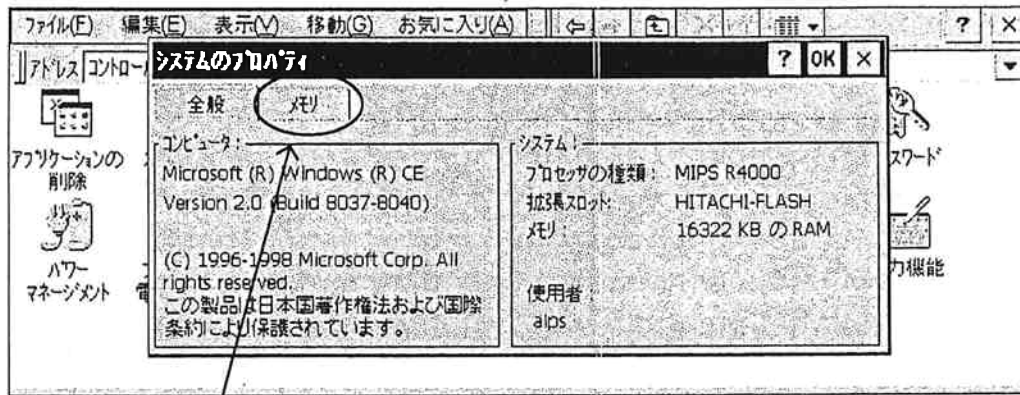 ファイル(F) 編集(E) 表示(V) 移動(G) お気に入り(A) ? ×
アドレス コントロー
システムのプロパティ ? OK ×
全般 メモリ
コンピュータ:
Microsoft (R) Windows (R) CE
Version 2.0 (Build 8037-8040)
(C) 1996-1998 Microsoft Corp. All
rights reserved.
この製品は日本国著作権法および国際
条約により保護されています。
システム:
プロセッサの種類: MIPS R4000
拡張スロット: HITACHI-FLASH
メモリ: 16322 KB の RAM
使用者:
alps
アプリケーションの
削除
パワー
マネージメント
電
スワード
力機能